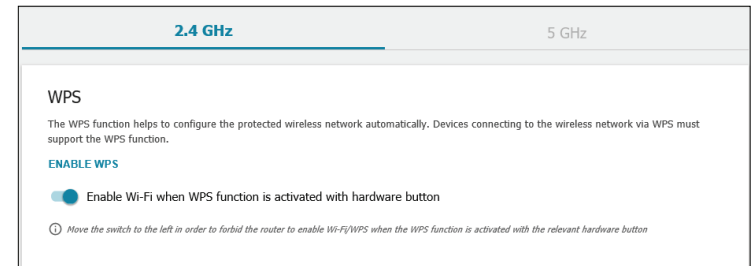 2.4 GHz
5 GHz
WPS
The WPS function helps to configure the protected wireless network automatically. Devices connecting to the wireless network via WPS must
support the WPS function.
ENABLE WPS
Enable Wi-Fi when WPS function is activated with hardware button
Move the switch to the left in order to forbid the router to enable Wi-Fi/WPS when the WPS function is activated with the relevant hardware button